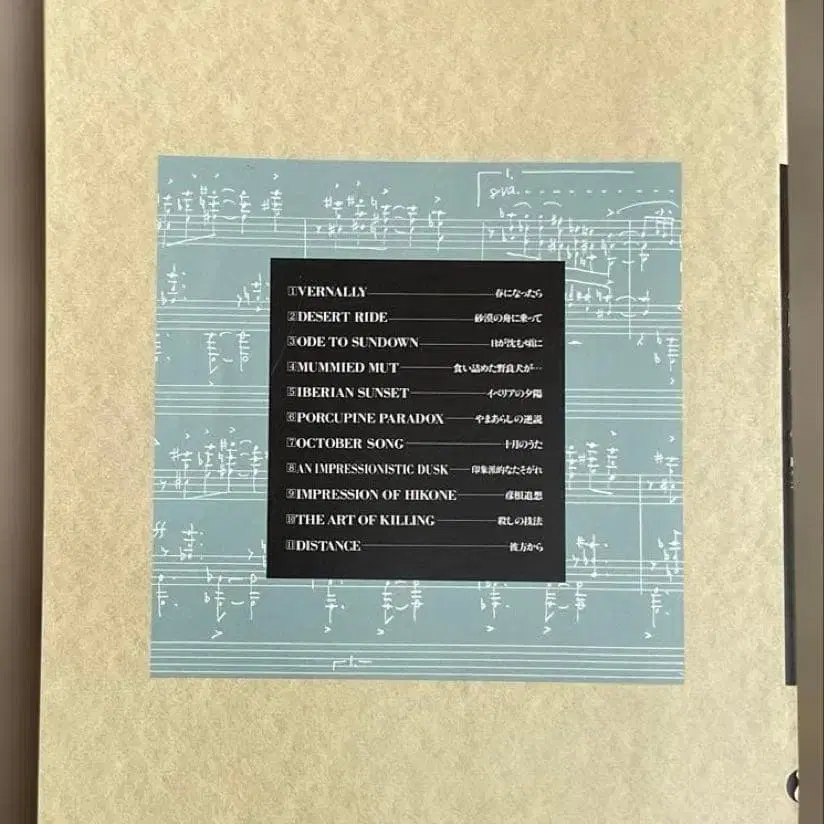 1.
8va
1 VERNALLY 春になったら
2 DESERT RIDE 砂漠の舟に乗って
3 ODE TO SUNDOWN 日が沈む頃に
4 MUMMIED MUT 食い詰めた野良犬が…
5 IBERIAN SUNSET イベリアの夕陽
6 PORCUPINE PARADOX やまあらしの逆説
7 OCTOBER SONG 十月のうた
8 AN IMPRESSIONISTIC DUSK 印象派的なたそがれ
9 IMPRESSION OF HIKONE 彦根追想
10 THE ART OF KILLING 殺しの技法
11 DISTANCE 彼方から
ff
1.